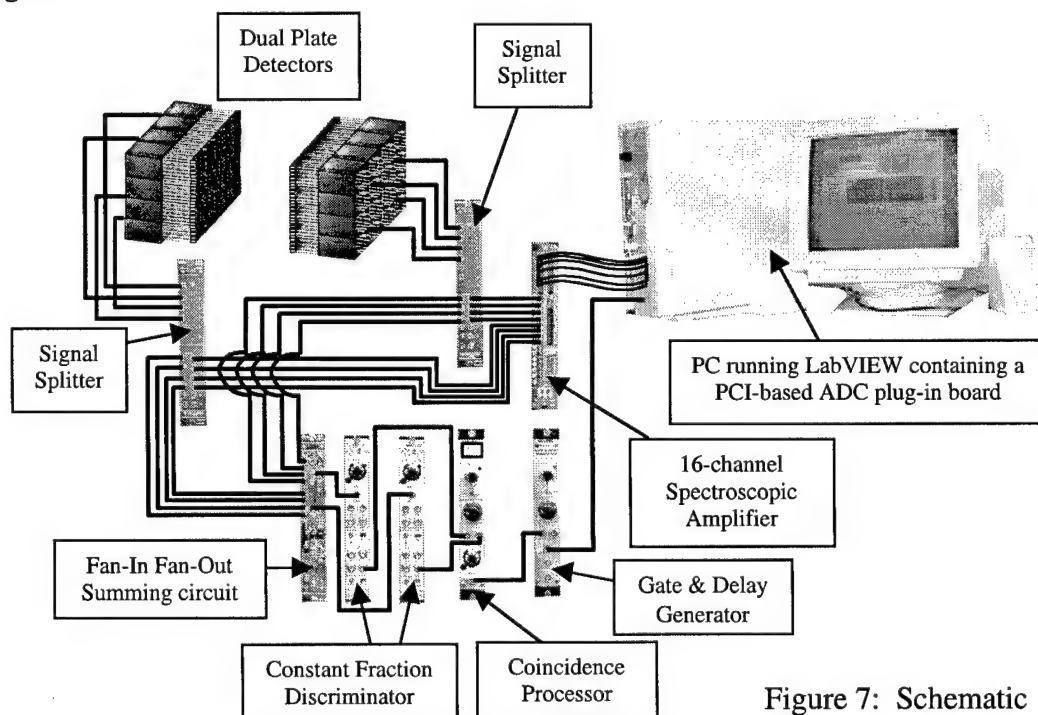 Dual Plate
Detectors
Signal
Splitter
Signal
Splitter
PC running LabVIEW containing a
PCI-based ADC plug-in board
16-channel
Spectroscopic
Amplifier
Fan-In Fan-Out
Summing circuit
Gate & Delay
Generator
Constant Fraction
Discriminator
Coincidence
Processor
Figure 7: Schematic